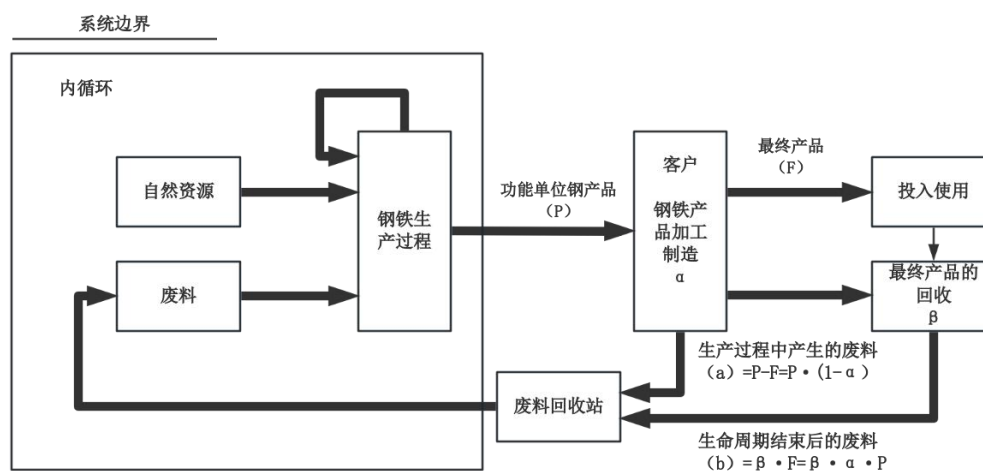 系统边界
内循环
自然资源
废料
钢铁生
产过程
功能单位钢产品
（P）
客户
钢铁产
品加工
制造
α
最终产品
（F）
投入使用
最终产品的
回收
β
生产过程中产生的废料
（a）=P-F=P·(1-α)
废料回收站
生命周期结束后的废料
（b）=β·F=β·α·P